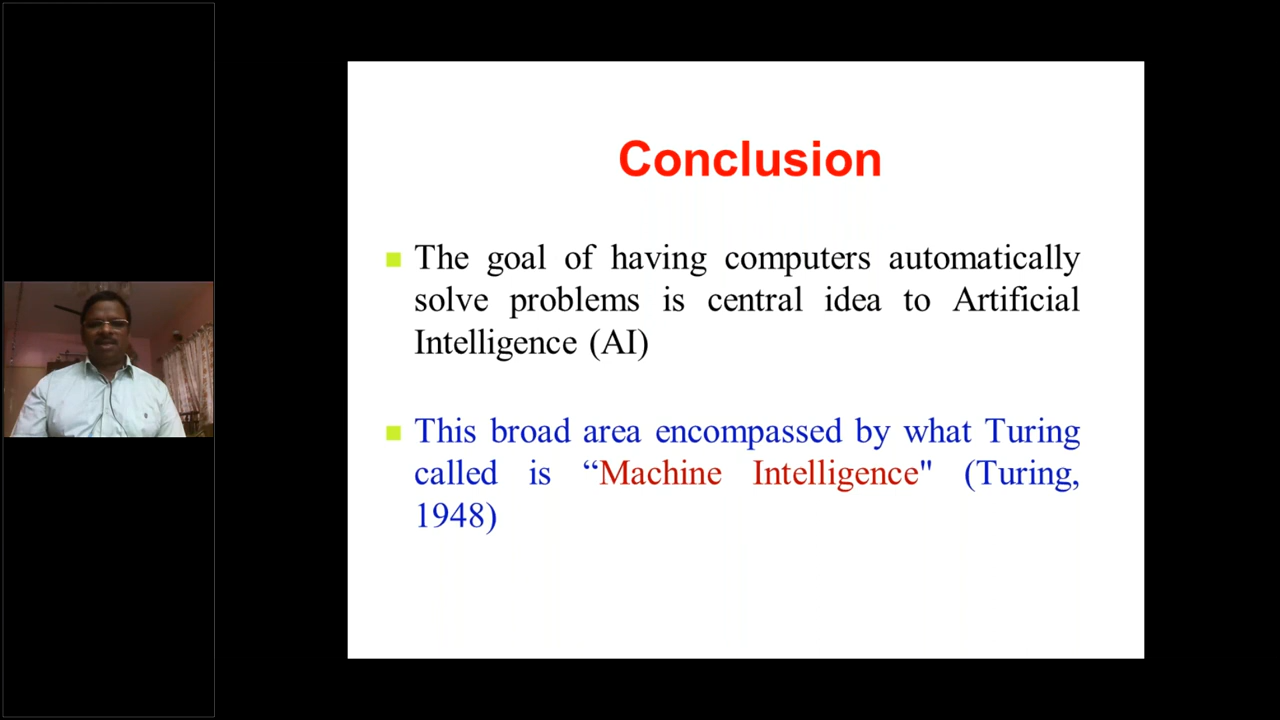 Conclusion
The goal of having computers automatically
solve problems is central idea to Artificial
Intelligence (AI)
This broad area encompassed by what Turing
called is “Machine Intelligence" (Turing,
1948)